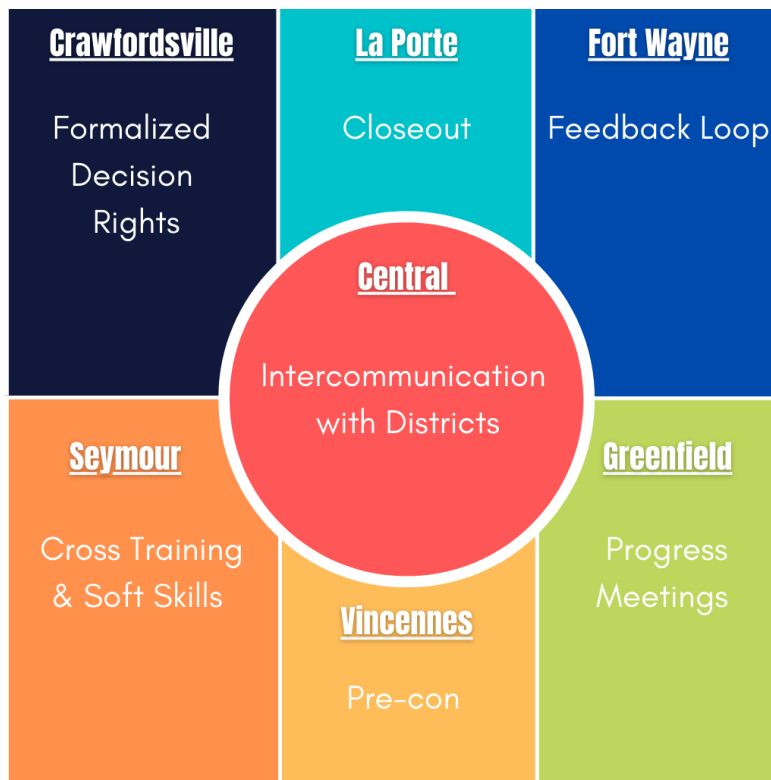 Crawfordsville
Formalized
Decision
Rights
La Porte
Closeout
Fort Wayne
Feedback Loop
Central
Intercommunication
with Districts
Seymour
Cross Training
& Soft Skills
Vincennes
Pre-con
Greenfield
Progress
Meetings